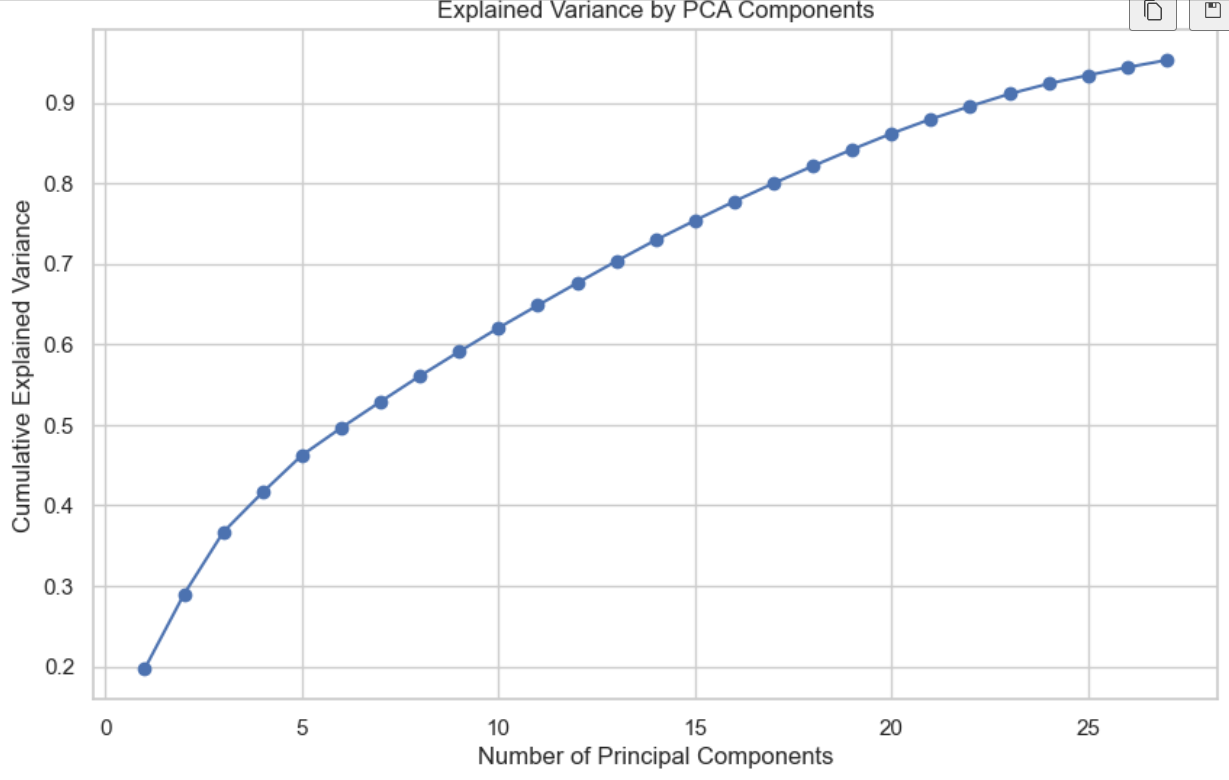 Explained Variance by PCA Components
0.9
0.8
0.7
0.6
0.5
0.4
0.3
0.2
Cumulative Explained Variance
0 5 10 15 20 25
Number of Principal Components